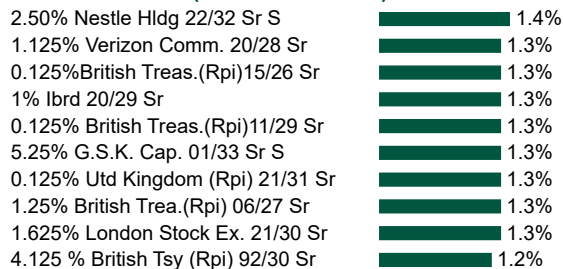 2.50% Nestle Hldg 22/32 Sr S 1.4%
1.125% Verizon Comm. 20/28 Sr 1.3%
0.125%British Treas.(Rpi)15/26 Sr 1.3%
1% Ibrd 20/29 Sr 1.3%
0.125% British Treas.(Rpi)11/29 Sr 1.3%
5.25% G.S.K. Cap. 01/33 Sr S 1.3%
0.125% Utd Kingdom (Rpi) 21/31 Sr 1.3%
1.25% British Trea.(Rpi) 06/27 Sr 1.3%
1.625% London Stock Ex. 21/30 Sr 1.3%
4.125 % British Tsy (Rpi) 92/30 Sr 1.2%